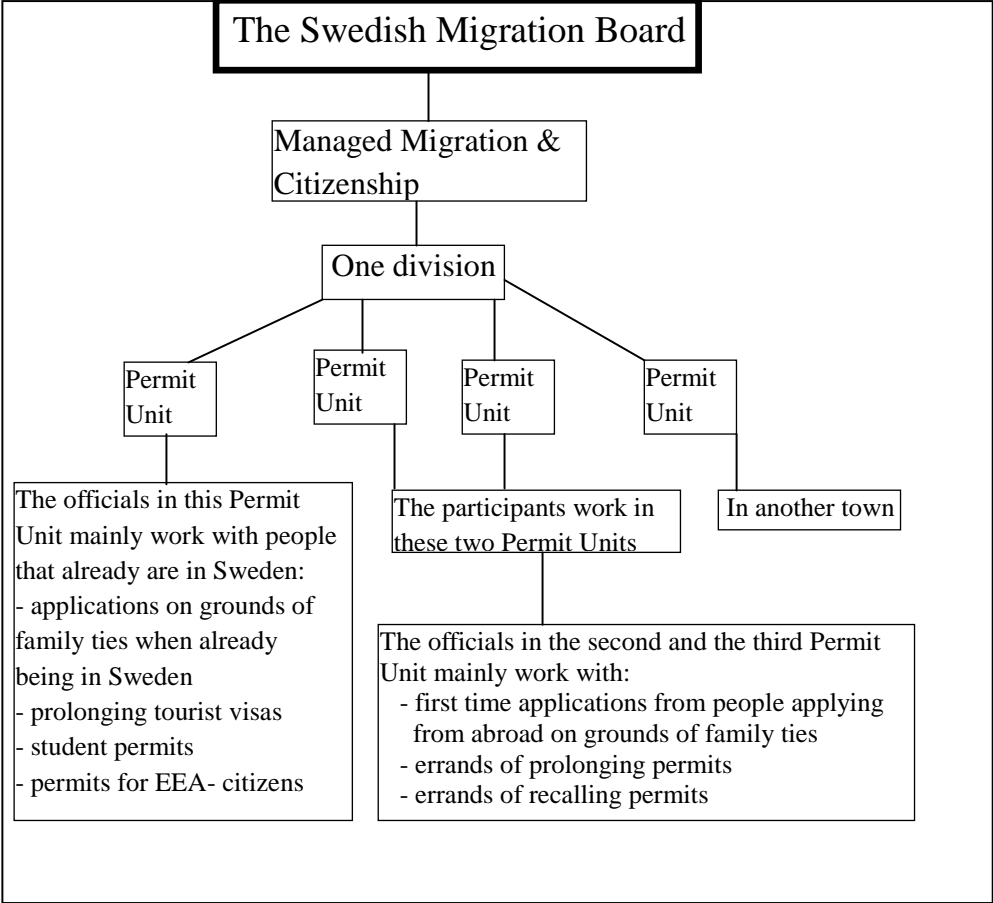 The Swedish Migration Board
Managed Migration &
Citizenship
One division
Permit
Unit
Permit
Unit
Permit
Unit
Permit
Unit
The officials in this Permit
Unit mainly work with people
that already are in Sweden:
- applications on grounds of
family ties when already
being in Sweden
- prolonging tourist visas
- student permits
- permits for EEA- citizens
The participants work in
these two Permit Units
In another town
The officials in the second and the third Permit
Unit mainly work with:
- first time applications from people applying
from abroad on grounds of family ties
- errands of prolonging permits
- errands of recalling permits